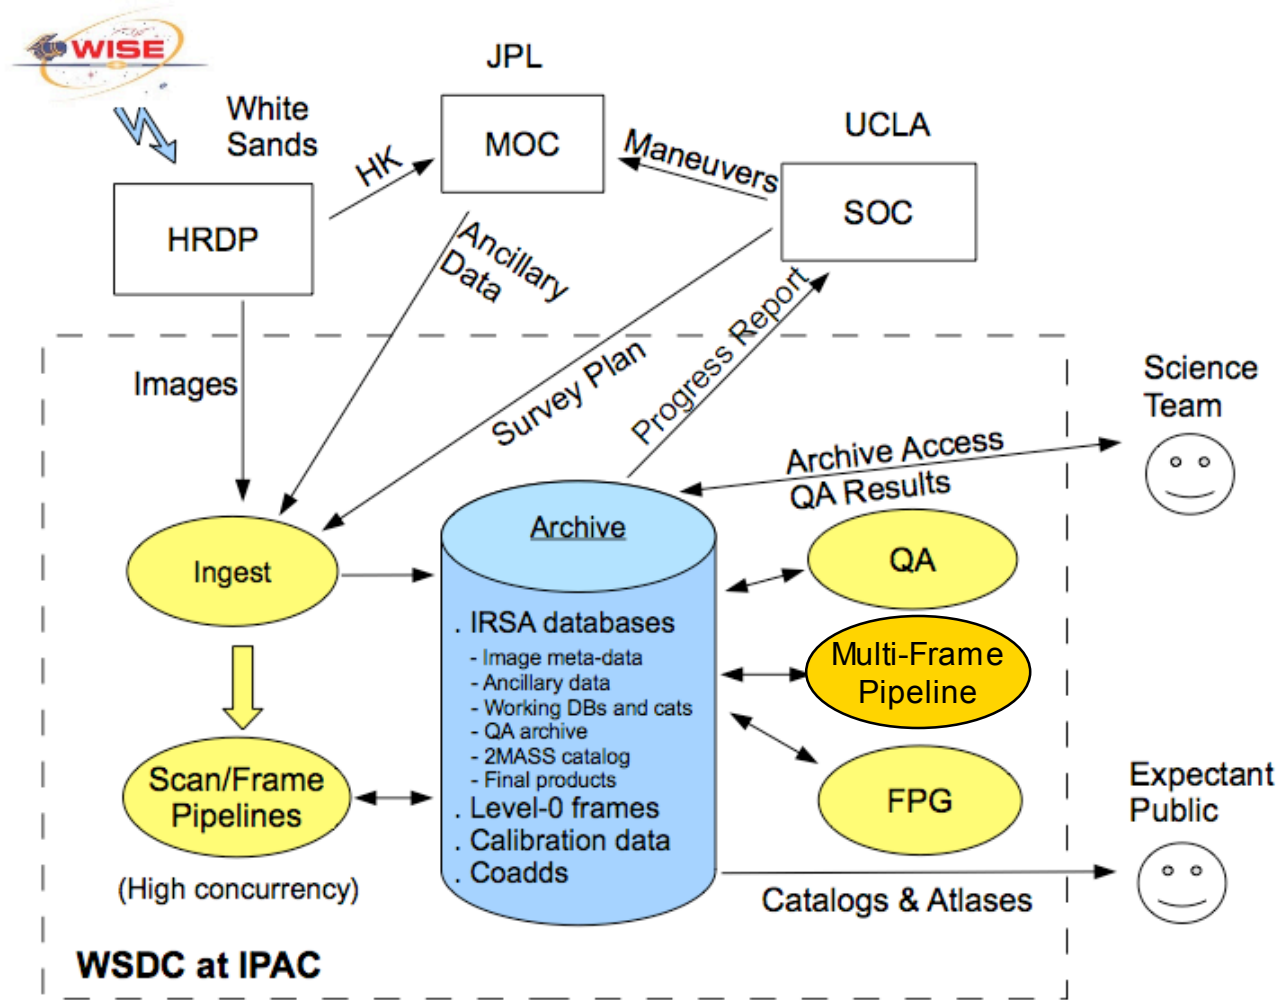 WISE
JPL
White
Sands
MOC
UCLA
HK
Maneuvers
HRDP
SOC
Ancillary
Data
Images
Survey Plan
Progress Report
Science
Team
Archive Access
QA Results
Archive
Ingest
QA
. IRSA databases
- Image meta-data
- Ancillary data
- Working DBs and cats
- QA archive
- 2MASS catalog
- Final products
. Level-0 frames
. Calibration data
. Coadds
Multi-Frame
Pipeline
Scan/Frame
Pipelines
(High concurrency)
FPG
Expectant
Public
Catalogs & Atlases
WSDC at IPAC